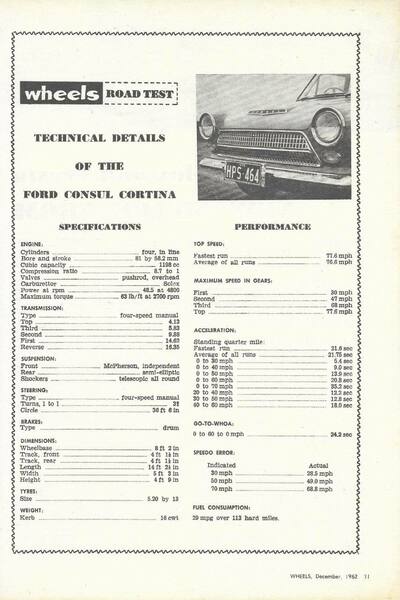 wheels ROAD TEST
TECHNICAL DETAILS
OF THE
FORD CONSUL CORTINA
HPS·464
SPECIFICATIONS
ENGINE:
Cylinders four, in line
Bore and stroke 81 by 58.2 mm
Cubic capacity 1198 cc
Compression ratio 8.7 to 1
Valves pushrod, overhead
Carburettor Solex
Power at rpm 48.5 at 4800
Maximum torque 63 lb/ft at 2700 rpm
TRANSMISSION:
Type four-speed manual
Top 4.13
Third 5.83
Second 9.88
First 14.63
Reverse 16.35
SUSPENSION:
Front McPherson, independent
Rear semi-elliptic
Shockers telescopic all round
STEERING:
Type four-speed manual
Turns, 1 to 1
Circle 36 ft 6 in
BRAKES:
Type drum
DIMENSIONS:
Wheelbase 8 ft 2 in
Track, front 4 ft 1½ in
Track, rear 4 ft 1½ in
Length 14 ft 2½ in
Width 5 ft 3 in
Height 4 ft 9 in
TYRES:
Size 5.20 by 13
WEIGHT:
Kerb 16 cwt
PERFORMANCE
TOP SPEED:
Fastest run 77.6 mph
Average of all runs 76.6 mph
MAXIMUM SPEED IN GEARS:
First 30 mph
Second 47 mph
Third 68 mph
Top 77.6 mph
ACCELERATION:
Standing quarter mile:
Fastest run 21.6 sec
Average of all runs 21.75 sec
0 to 30 mph 5.4 sec
0 to 40 mph 9.0 sec
0 to 50 mph 13.9 sec
0 to 60 mph 20.8 sec
0 to 70 mph 35.2 sec
20 to 40 mph 12.3 sec
30 to 50 mph 12.8 sec
40 to 60 mph 18.0 sec
GO-TO-WHOA:
0 to 60 to 0 mph 24.2 sec
SPEEDO ERROR:
Indicated Actual
30 mph 28.5 mph
50 mph 49.0 mph
70 mph 68.8 mph
FUEL CONSUMPTION:
29 mpg over 113 hard miles.
WHEELS, December, 1962 11